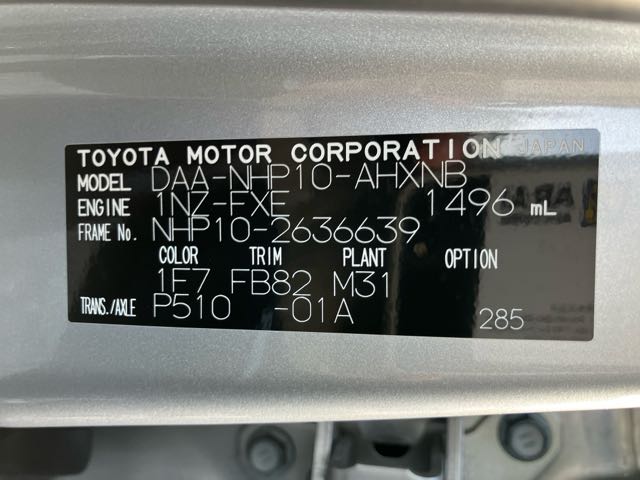 TOYOTA MOTOR CORPORATION JAPAN
MODEL DAA-NHP10-AHXNB
ENGINE 1NZ-FXE 1496 mL
FRAME No. NHP10-2636639
COLOR TRIM PLANT OPTION
1F7 FB82 M31
TRANS./AXLE P510 -01A
285